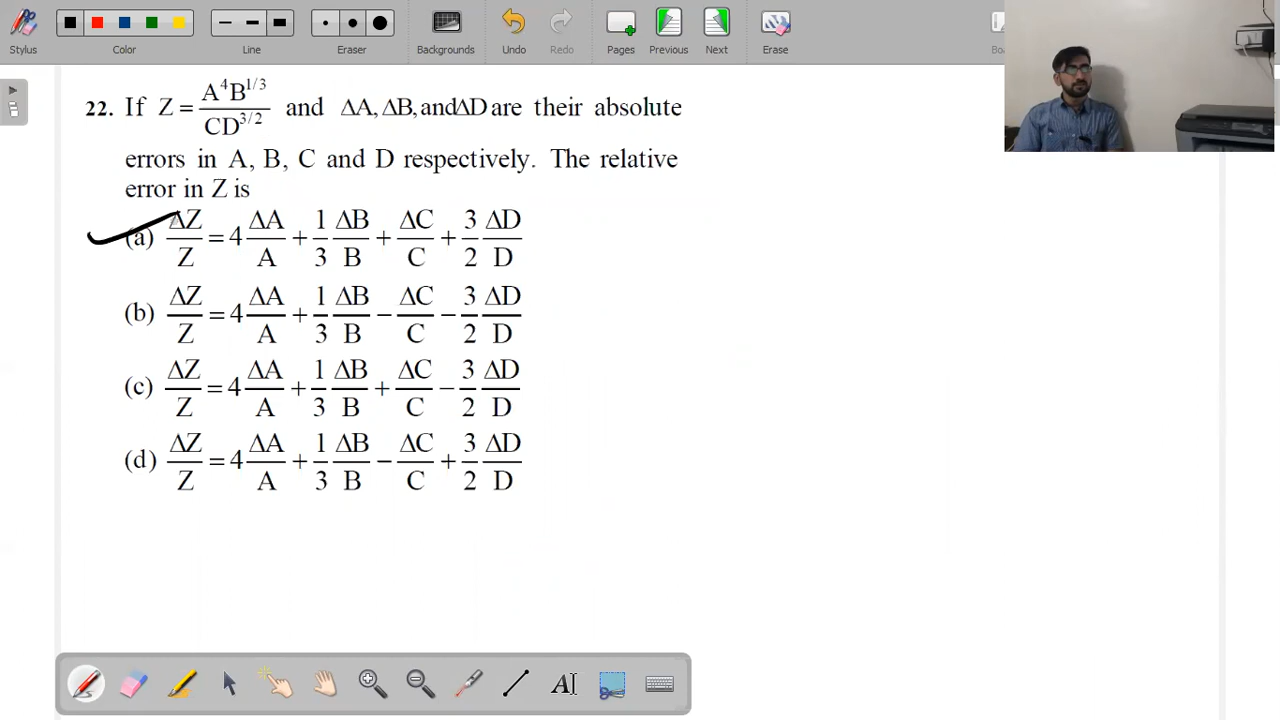 Stylus Color Line Eraser Backgrounds Undo Redo Pages Previous Next Erase
22. If Z = A⁴B^1/3 / CD^3/2 and ΔA, ΔB, andΔD are their absolute
errors in A, B, C and D respectively. The relative
error in Z is
(a) ΔZ/Z = 4 ΔA/A + 1/3 ΔB/B + ΔC/C + 3/2 ΔD/D
(b) ΔZ/Z = 4 ΔA/A + 1/3 ΔB/B − ΔC/C − 3/2 ΔD/D
(c) ΔZ/Z = 4 ΔA/A + 1/3 ΔB/B + ΔC/C − 3/2 ΔD/D
(d) ΔZ/Z = 4 ΔA/A + 1/3 ΔB/B − ΔC/C + 3/2 ΔD/D